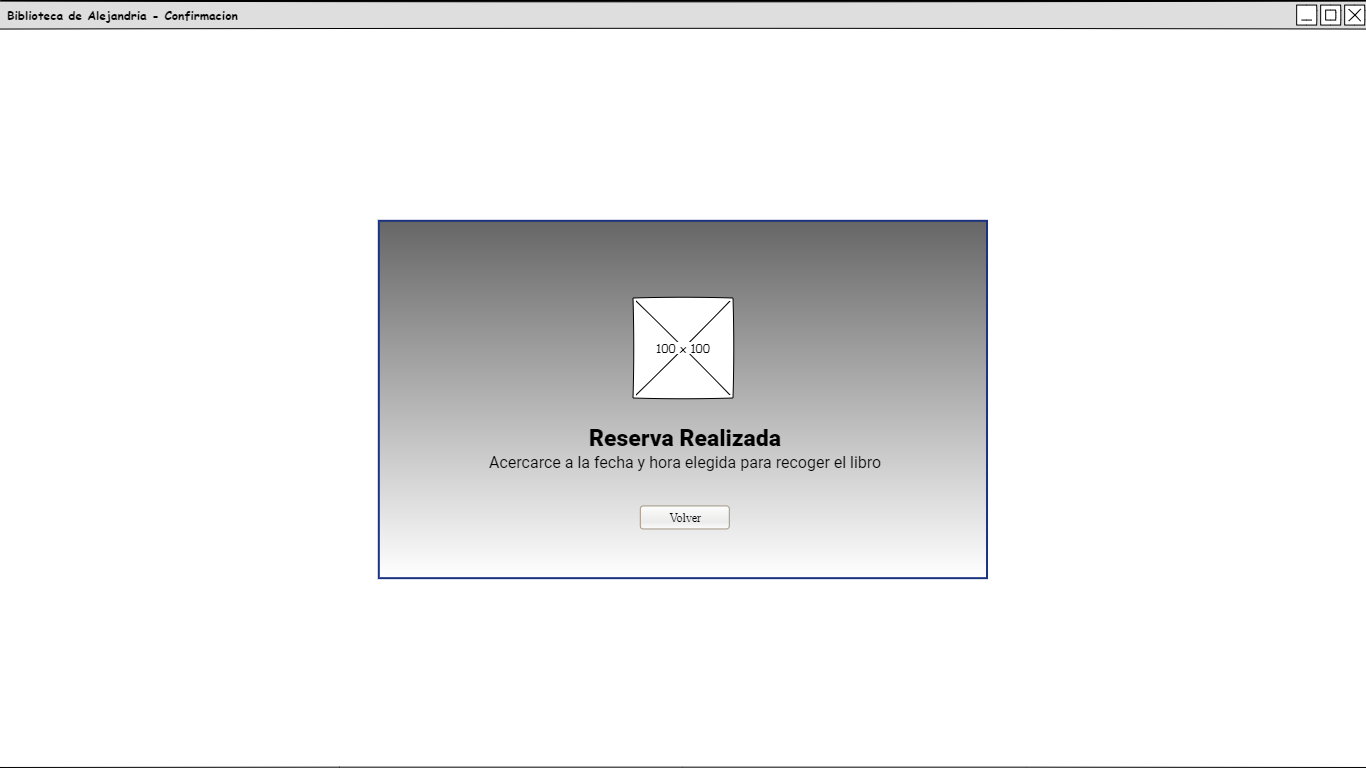 Biblioteca de Alejandria - Confirmacion
100 x 100
Reserva Realizada
Acercarce a la fecha y hora elegida para recoger el libro
Volver